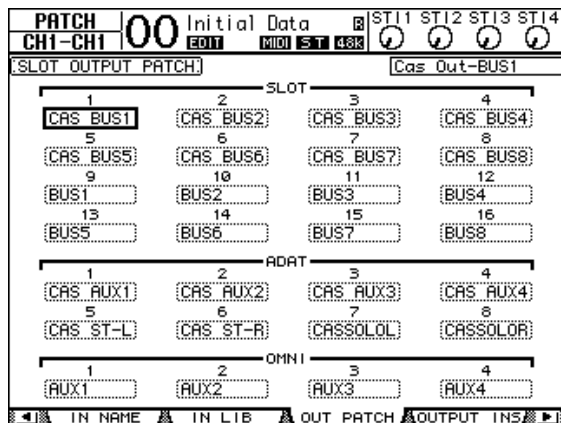 PATCH 00 Initial Data R ST11 ST12 ST13 ST14
CH1-CH1 EDIT MIDI ST 48k
SLOT OUTPUT PATCH Cas Out-BUS1
SLOT
1 2 3 4
CAS BUS1 CAS BUS2 CAS BUS3 CAS BUS4
5 6 7 8
CAS BUS5 CAS BUS6 CAS BUS7 CAS BUS8
9 10 11 12
BUS1 BUS2 BUS3 BUS4
13 14 15 16
BUS5 BUS6 BUS7 BUS8
ADAT
1 2 3 4
CAS AUX1 CAS AUX2 CAS AUX3 CAS AUX4
5 6 7 8
CAS ST-L CAS ST-R CASSOLOL CASSOLOR
OMNI
1 2 3 4
AUX1 AUX2 AUX3 AUX4
IN NAME IN LIB OUT PATCH OUTPUT INS